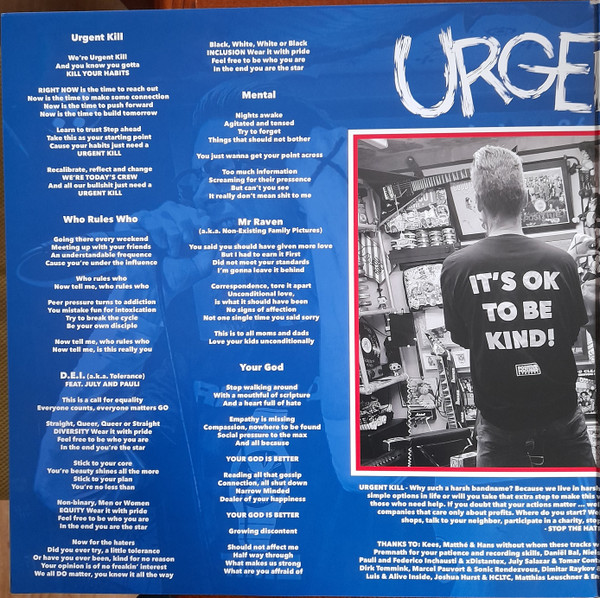 Urgent Kill
We're Urgent Kill
And you know you gotta
KILL YOUR HABITS
RIGHT NOW is the time to reach out
Now is the time to make some connection
Now is the time to push forward
Now is the time to build tomorrow
Learn to trust Step ahead
Take this as your starting point
Cause your habits just need a
URGENT KILL
Recalibrate, reflect and change
WE'RE TODAY'S CREW
And all our bullshit just need a
URGENT KILL
Who Rules Who
Going there every weekend
Meeting up with your friends
An understandable frequence
Cause you're under the influence
Who rules who
Now tell me, who rules who
Peer pressure turns to addiction
You mistake fun for intoxication
Try to break the cycle
Be your own disciple
Now tell me, who rules who
Now tell me, is this really you
D.E.I. (a.k.a. Tolerance)
FEAT. JULY AND PAULI
This is a call for equality
Everyone counts, everyone matters GO
Straight, Queer, Queer or Straight
DIVERSITY Wear it with pride
Feel free to be who you are
In the end you're the star
Stick to your core
You're beauty shines all the more
Stick to your plan
You're no less than
Non-binary, Men or Women
EQUITY Wear it with pride
Feel free to be who you are
In the end you are the star
Now for the haters
Did you ever try, a little tolerance
Or have you ever been, kind for no reason
Your opinion is of no freakin' interest
We all DO matter, you know it all the way
Black, White, White or Black
INCLUSION Wear it with pride
Feel free to be who you are
In the end you are the star
Mental
Nights awake
Agitated and tensed
Try to forget
Things that should not bother
You just wanna get your point across
Too much information
Screaming for their pressence
But can't you see
It really don't mean shit to me
Mr Raven
(a.k.a. Non-Existing Family Pictures)
You said you should have given more love
But I had to earn it First
Did not meet your standards
I'm gonna leave it behind
Correspondence, tore it apart
Unconditional love,
is what it should have been
No signs of affection
Not one single time you said sorry
This is to all moms and dads
Love your kids unconditionally
Your God
Stop walking around
With a mouthful of scripture
And a heart full of hate
Empathy is missing
Compassion, nowhere to be found
Social pressure to the max
And all because
YOUR GOD IS BETTER
Reading all that gossip
Connection, all shut down
Narrow Minded
Dealer of your happiness
YOUR GOD IS BETTER
Growing discontent
Should not affect me
Half way through
What makes us strong
What are you afraid of
URGE
IT'S OK
TO BE
KIND!
URGENT KILL - Why such a harsh bandname? Because we live in harsh
simple options in life or will you take that extra step to make this
those who need help. If you doubt that your actions matter ...
companies that care only about profits. Where do you start?
shops, talk to your neighbor, participate in a charity,
- STOP THE
THANKS TO: Kees, Matthé & Hans without whom these tracks
Premnath for your patience and recording skills, Daniël Bal,
Pauli and Federico Inchausti & xDistantex, July Salazar & Tomar
Dirk Tommink, Marcel Pauvort & Sonic Rendezvous, Dimitar Raykov
Luis & Alive Inside, Joshua Hurst & HCLTC, Matthias Leuschner &